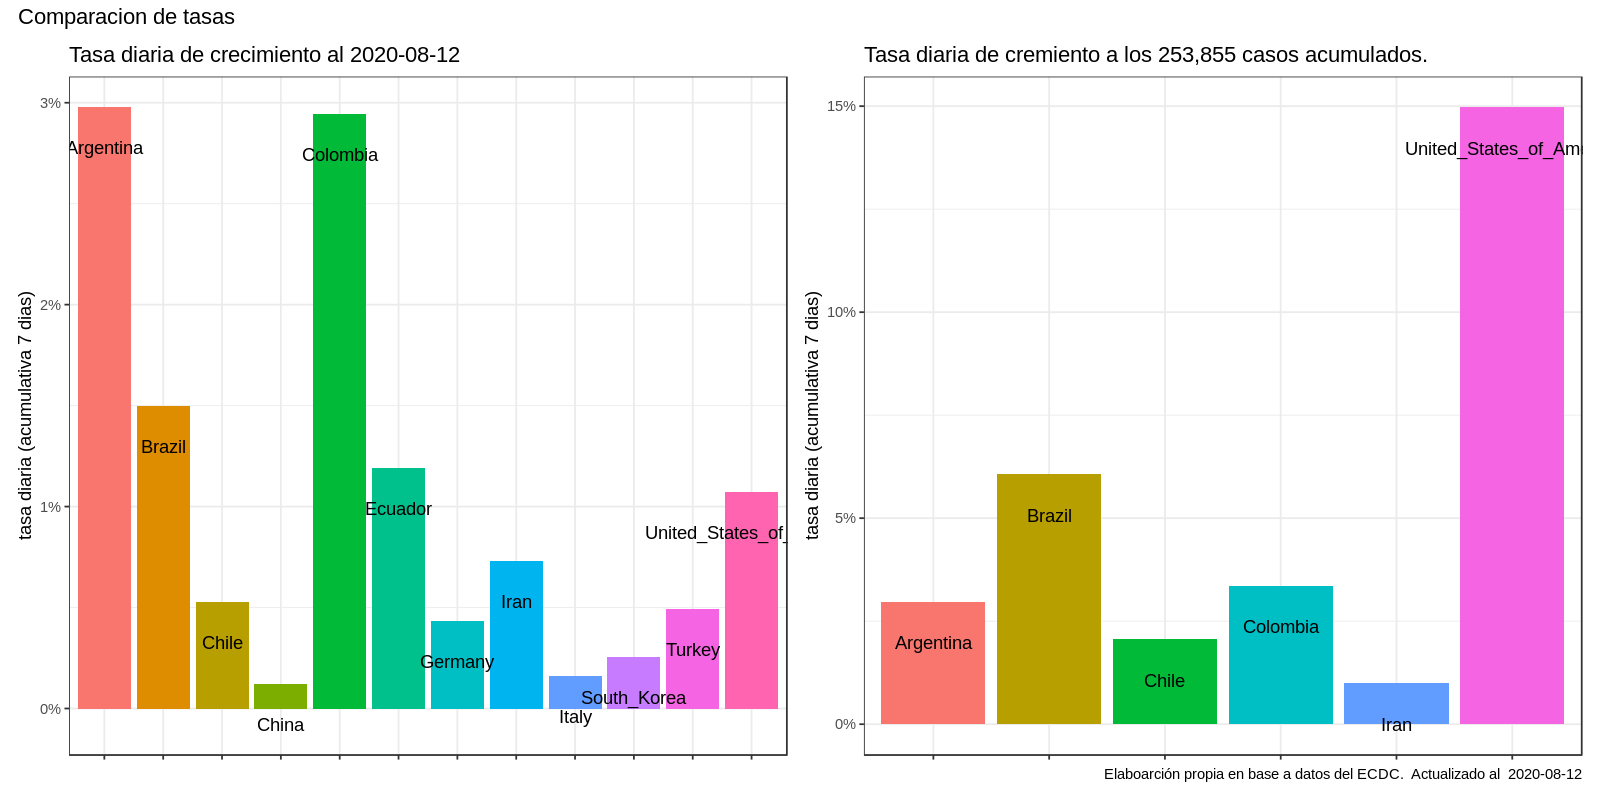 Comparacion de tasas
Tasa diaria de crecimiento al 2020-08-12
tasa diaria (acumulativa 7 dias)
3%
2%
1%
0%
Argentina
Brazil
Chile
China
Colombia
Ecuador
Germany
Iran
Italy
South_Korea
Turkey
United_States_of_
Tasa diaria de cremiento a los 253,855 casos acumulados.
tasa diaria (acumulativa 7 dias)
15%
10%
5%
0%
Argentina
Brazil
Chile
Colombia
Iran
United_States_of_Am
Elaboarción propia en base a datos del ECDC.  Actualizado al  2020-08-12